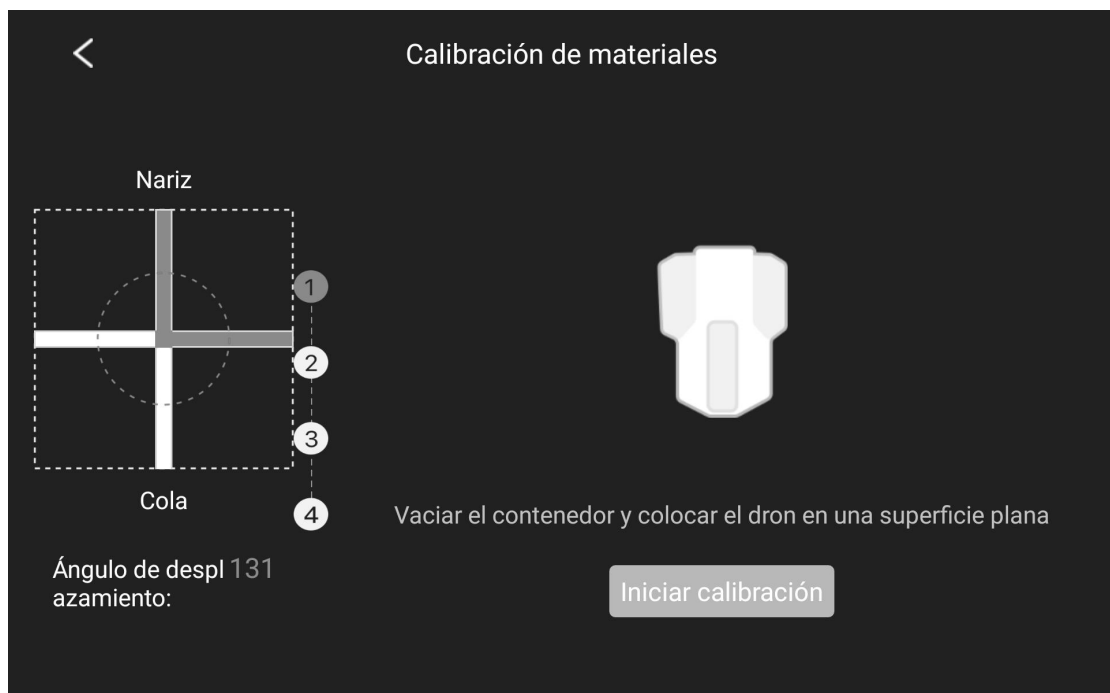 Calibración de materiales
Nariz
1
2
3
4
Cola
Ángulo de despl 131
azamiento:
Vaciar el contenedor y colocar el dron en una superficie plana
Iniciar calibración